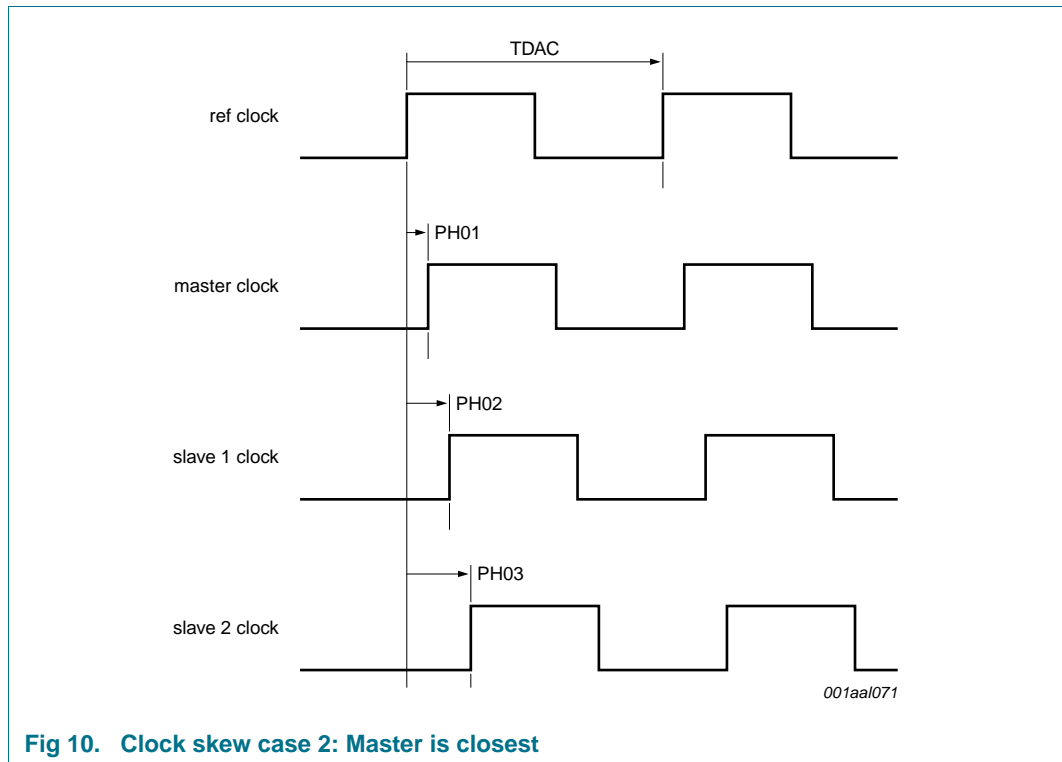 TDAC
ref clock
PH01
master clock
PH02
slave 1 clock
PH03
slave 2 clock
001aal071
Fig 10. Clock skew case 2: Master is closest